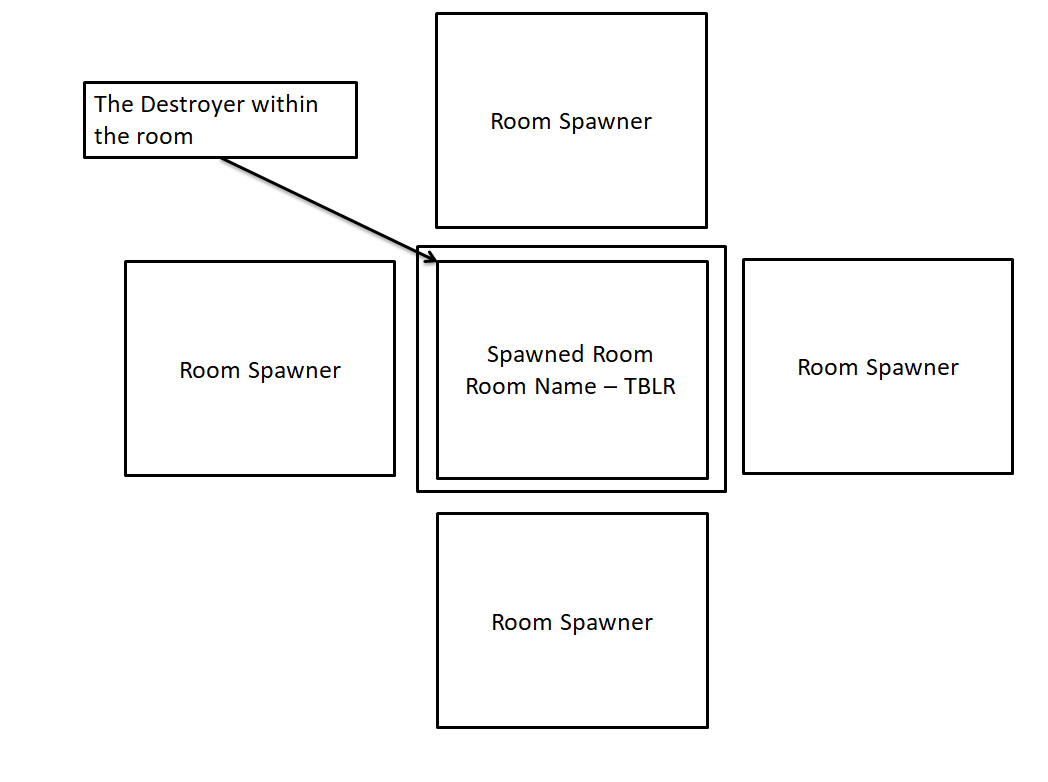 Room Spawner
The Destroyer within
the room
Room Spawner
Spawned Room
Room Name – TBLR
Room Spawner
Room Spawner